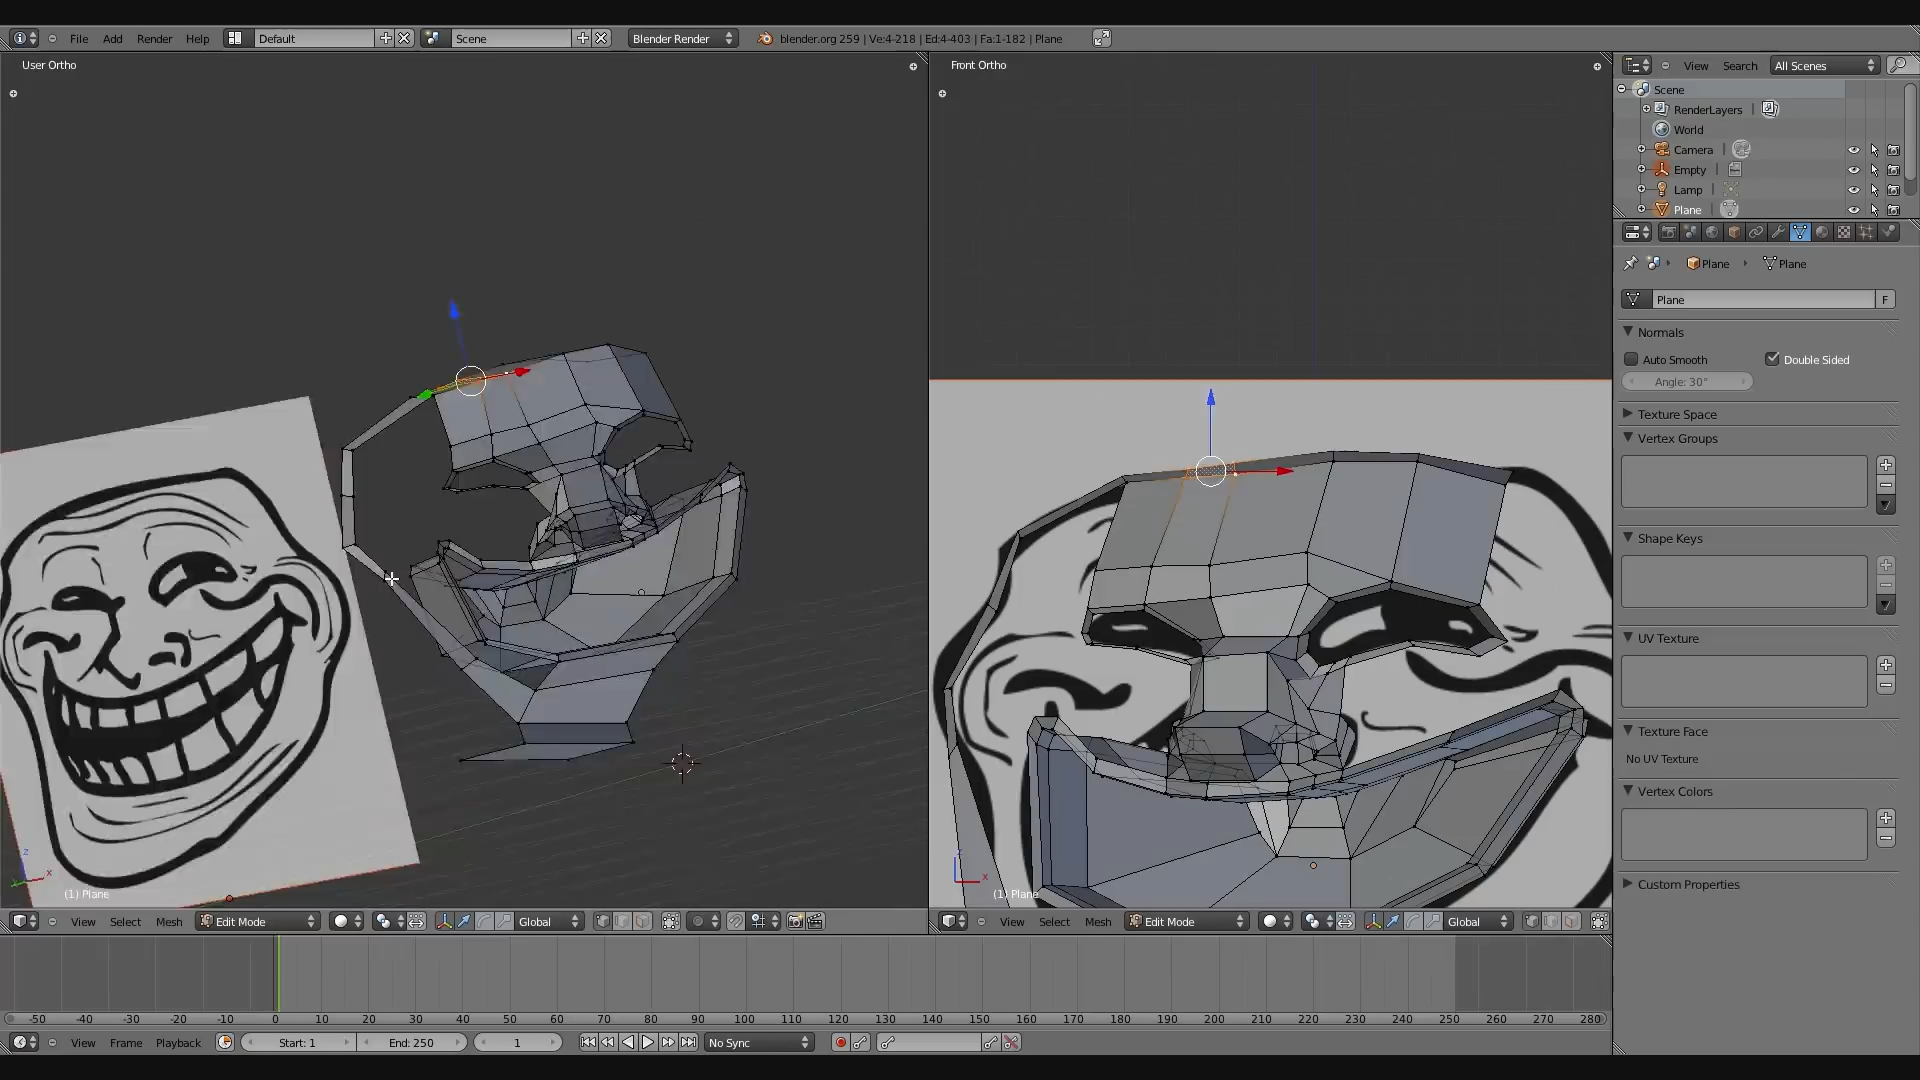 File Add Render Help Default Scene Blender Render blender.org 259 | Ve:4-218 | Ed:4-403 | Fa:1-182 | Plane
User Ortho
Front Ortho
View Search All Scenes
Scene
RenderLayers
World
Camera
Empty
Lamp
Plane
Plane Plane
Plane F
Normals
Auto Smooth Double Sided
Angle: 30°
Texture Space
Vertex Groups
Shape Keys
UV Texture
Texture Face
No UV Texture
Vertex Colors
Custom Properties
z
x
(1) Plane
z
x
(1) Plane
View Select Mesh Edit Mode Global
View Select Mesh Edit Mode Global
-50 -40 -30 -20 -10 0 10 20 30 40 50 60 70 80 90 100 110 120 130 140 150 160 170 180 190 200 210 220 230 240 250 260 270 280
View Frame Playback Start: 1 End: 250 1 No Sync